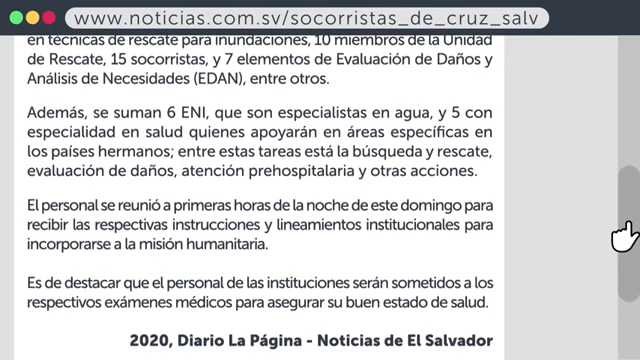 www.noticias.com.sv/socorristas_de_cruz_salv
en técnicas de rescate para inundaciones, 10 miembros de la Unidad
de Rescate, 15 socorristas, y 7 elementos de Evaluación de Daños y
Análisis de Necesidades (EDAN), entre otros.
Además, se suman 6 ENI, que son especialistas en agua, y 5 con
especialidad en salud quienes apoyarán en áreas específicas en
los países hermanos; entre estas tareas está la búsqueda y rescate,
evaluación de daños, atención prehospitalaria y otras acciones.
El personal se reunió a primeras horas de la noche de este domingo para
recibir las respectivas instrucciones y lineamientos institucionales para
incorporarse a la misión humanitaria.
Es de destacar que el personal de las instituciones serán sometidos a los
respectivos exámenes médicos para asegurar su buen estado de salud.
2020, Diario La Página - Noticias de El Salvador